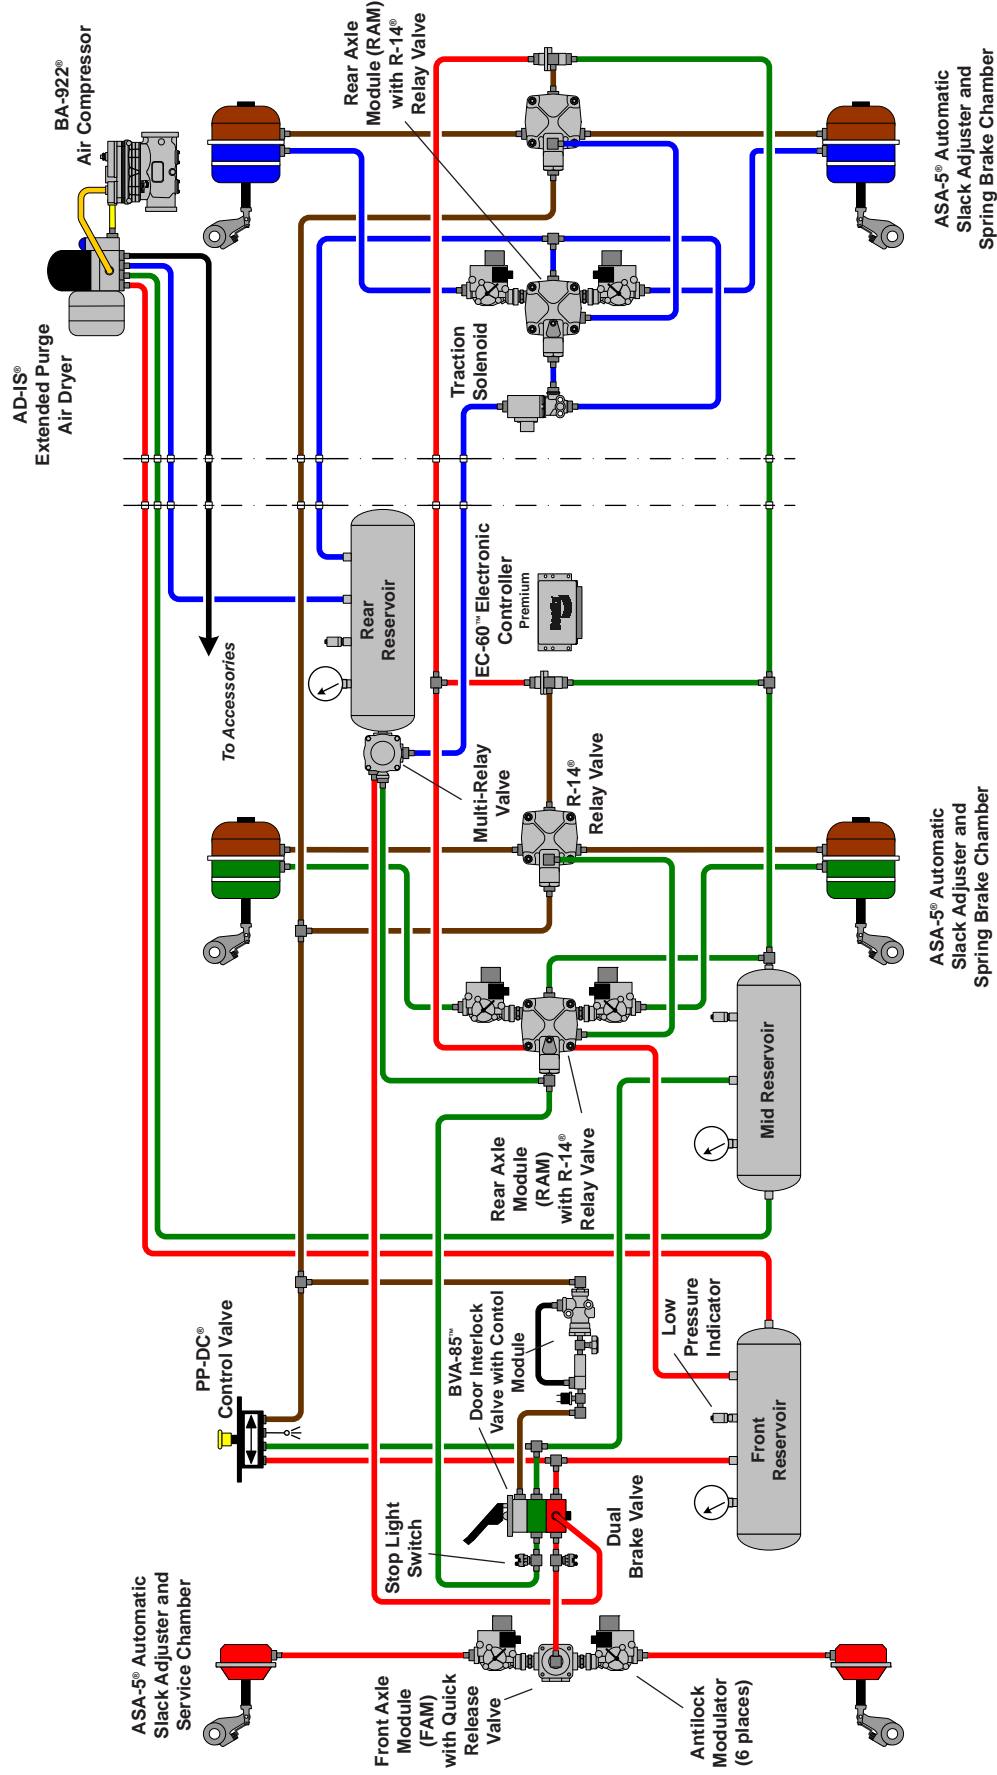 ASA-5® Automatic
Slack Adjuster and
Service Chamber
PP-DC®
Control Valve
AD-IS®
Extended Purge
Air Dryer
BA-922®
Air Compressor
To Accessories
Rear Axle
Module (RAM)
with R-14®
Relay Valve
Stop Light
Switch
BVA-85™
Door Interlock
Valve with Contol
Module
Multi-Relay
Valve
Rear
Reservoir
EC-60™ Electronic
Controller
Premium
Bendix
Traction
Solenoid
Front Axle
Module
(FAM)
with Quick
Release
Valve
Rear Axle
Module
(RAM)
with R-14®
Relay Valve
R-14®
Relay Valve
Dual
Brake Valve
Antilock
Modulator
(6 places)
Low
Pressure
Indicator
Front
Reservoir
Mid Reservoir
ASA-5® Automatic
Slack Adjuster and
Spring Brake Chamber
ASA-5® Automatic
Slack Adjuster and
Spring Brake Chamber